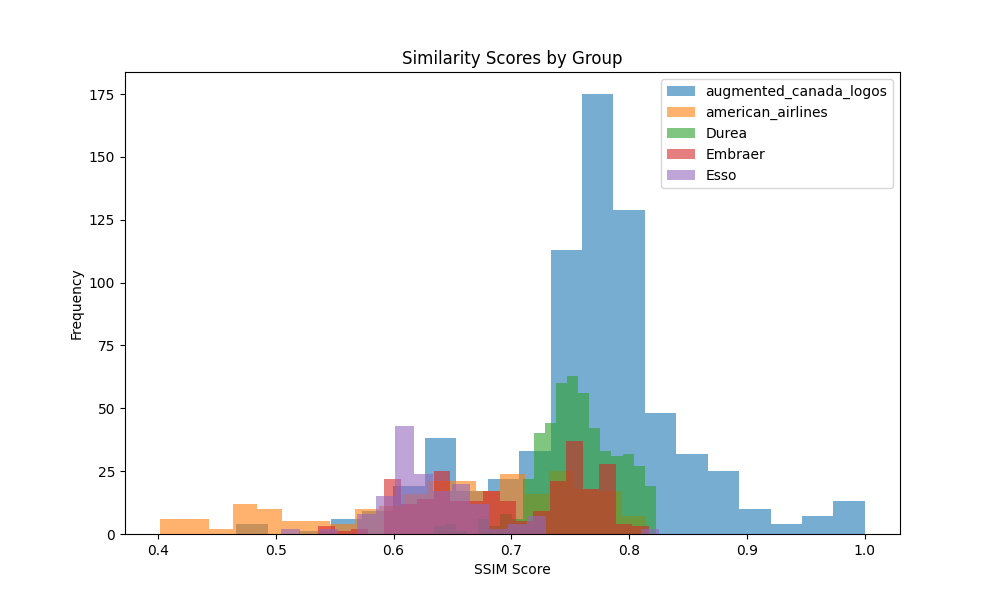 Similarity Scores by Group
augmented_canada_logos
american_airlines
Durea
Embraer
Esso
Frequency
175
150
125
100
75
50
25
0
0.4 0.5 0.6 0.7 0.8 0.9 1.0
SSIM Score